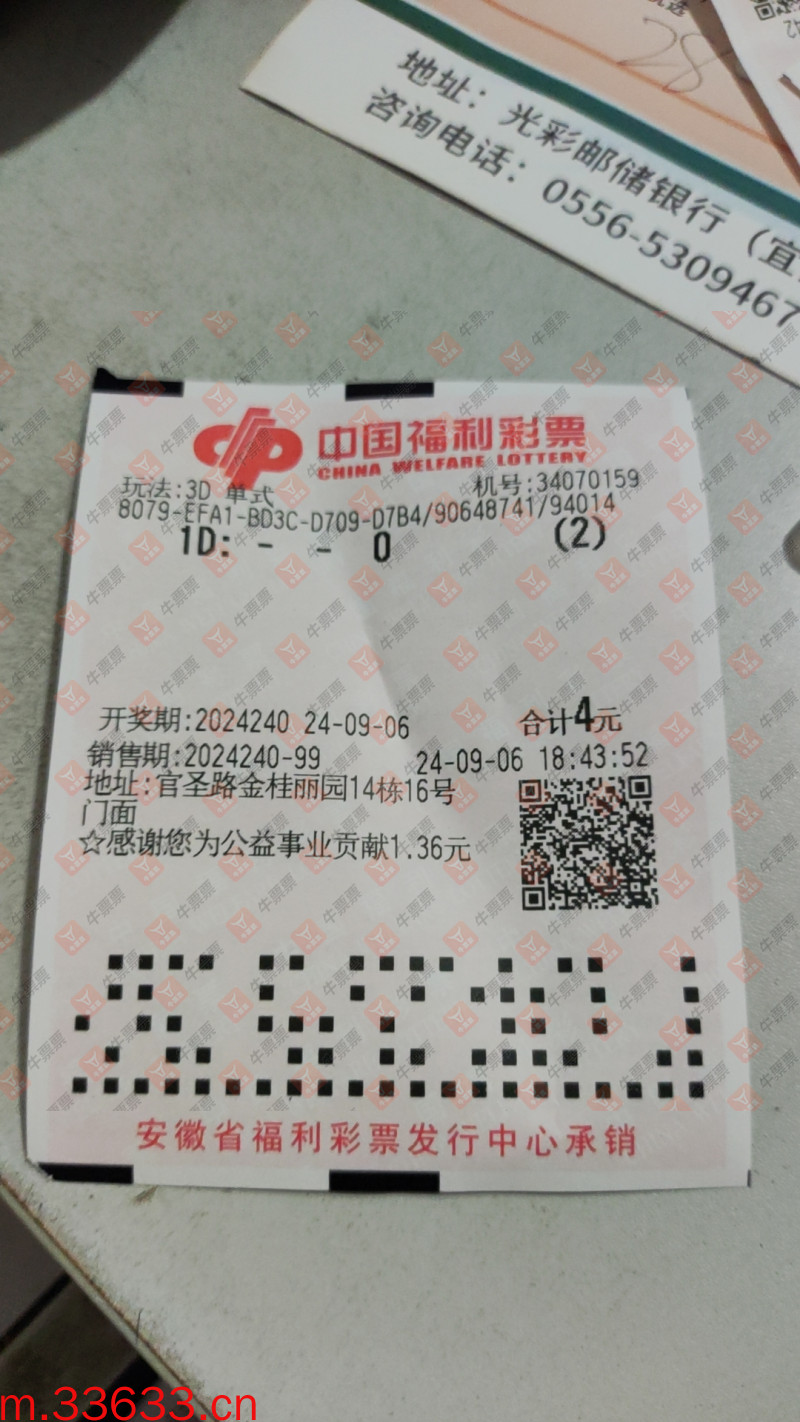 地址：光彩邮储银行（宜
咨询电话：0556-5309467
中国福利彩票
CHINA WELFARE LOTTERY
玩法:3D 单式 机号:34070159
8079-EFA1-BD3C-D709-D7B4/90648741/94014
1D: - - 0 (2)
开奖期:2024240 24-09-06 合计4元
销售期:2024240-99 24-09-06 18:43:52
地址:官圣路金桂丽园14栋16号
门面
☆感谢您为公益事业贡献1.36元
安徽省福利彩票发行中心承销
牛票票
m.33633.cn